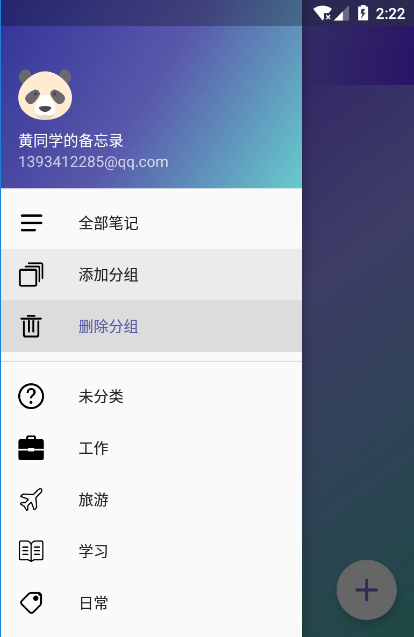 2:22
黄同学的备忘录
1393412285@qq.com
全部笔记
添加分组
删除分组
未分类
工作
旅游
学习
日常